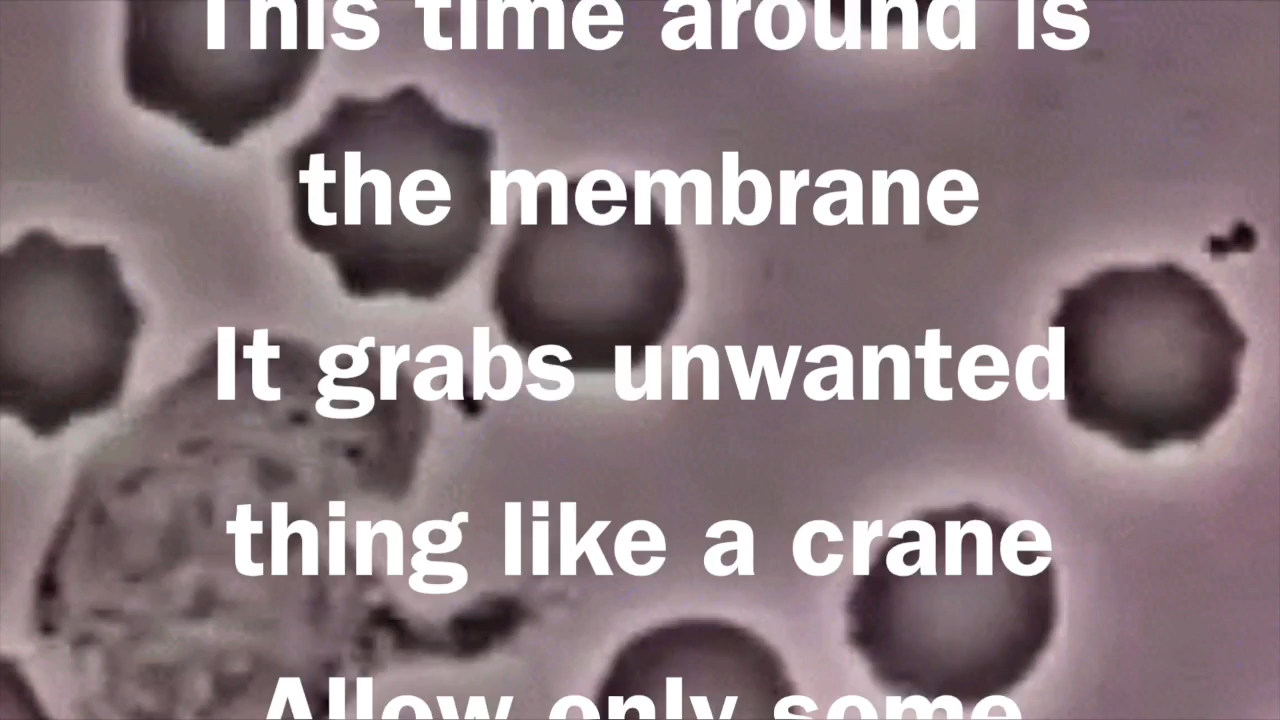 This time around is
the membrane
It grabs unwanted
thing like a crane
Allow only some